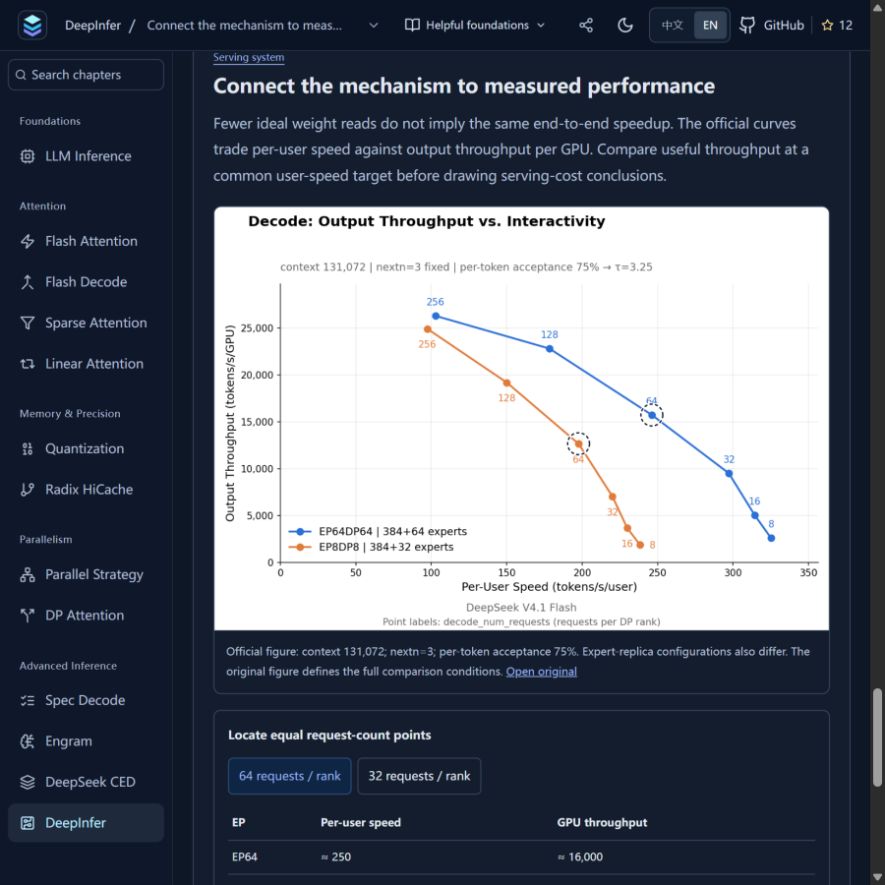 DeepInfer / Connect the mechanism to meas... Helpful foundations 中文 EN GitHub 12
Search chapters
Foundations
LLM Inference
Attention
Flash Attention
Flash Decode
Sparse Attention
Linear Attention
Memory & Precision
Quantization
Radix HiCache
Parallelism
Parallel Strategy
DP Attention
Advanced Inference
Spec Decode
Engram
DeepSeek CED
DeepInfer
Serving system
Connect the mechanism to measured performance
Fewer ideal weight reads do not imply the same end-to-end speedup. The official curves
trade per-user speed against output throughput per GPU. Compare useful throughput at a
common user-speed target before drawing serving-cost conclusions.
Decode: Output Throughput vs. Interactivity
context 131,072 | nextn=3 fixed | per-token acceptance 75% → τ=3.25
Output Throughput (tokens/s/GPU)
25,000
20,000
15,000
10,000
5,000
0
256
128
64
32
16
8
256
128
64
32
16
8
EP64DP64 | 384+64 experts
EP8DP8 | 384+32 experts
0 50 100 150 200 250 300 350
Per-User Speed (tokens/s/user)
DeepSeek V4.1 Flash
Point labels: decode_num_requests (requests per DP rank)
Official figure: context 131,072; nextn=3; per-token acceptance 75%. Expert-replica configurations also differ. The
original figure defines the full comparison conditions. Open original
Locate equal request-count points
64 requests / rank 32 requests / rank
EP Per-user speed GPU throughput
EP64 ≈ 250 ≈ 16,000